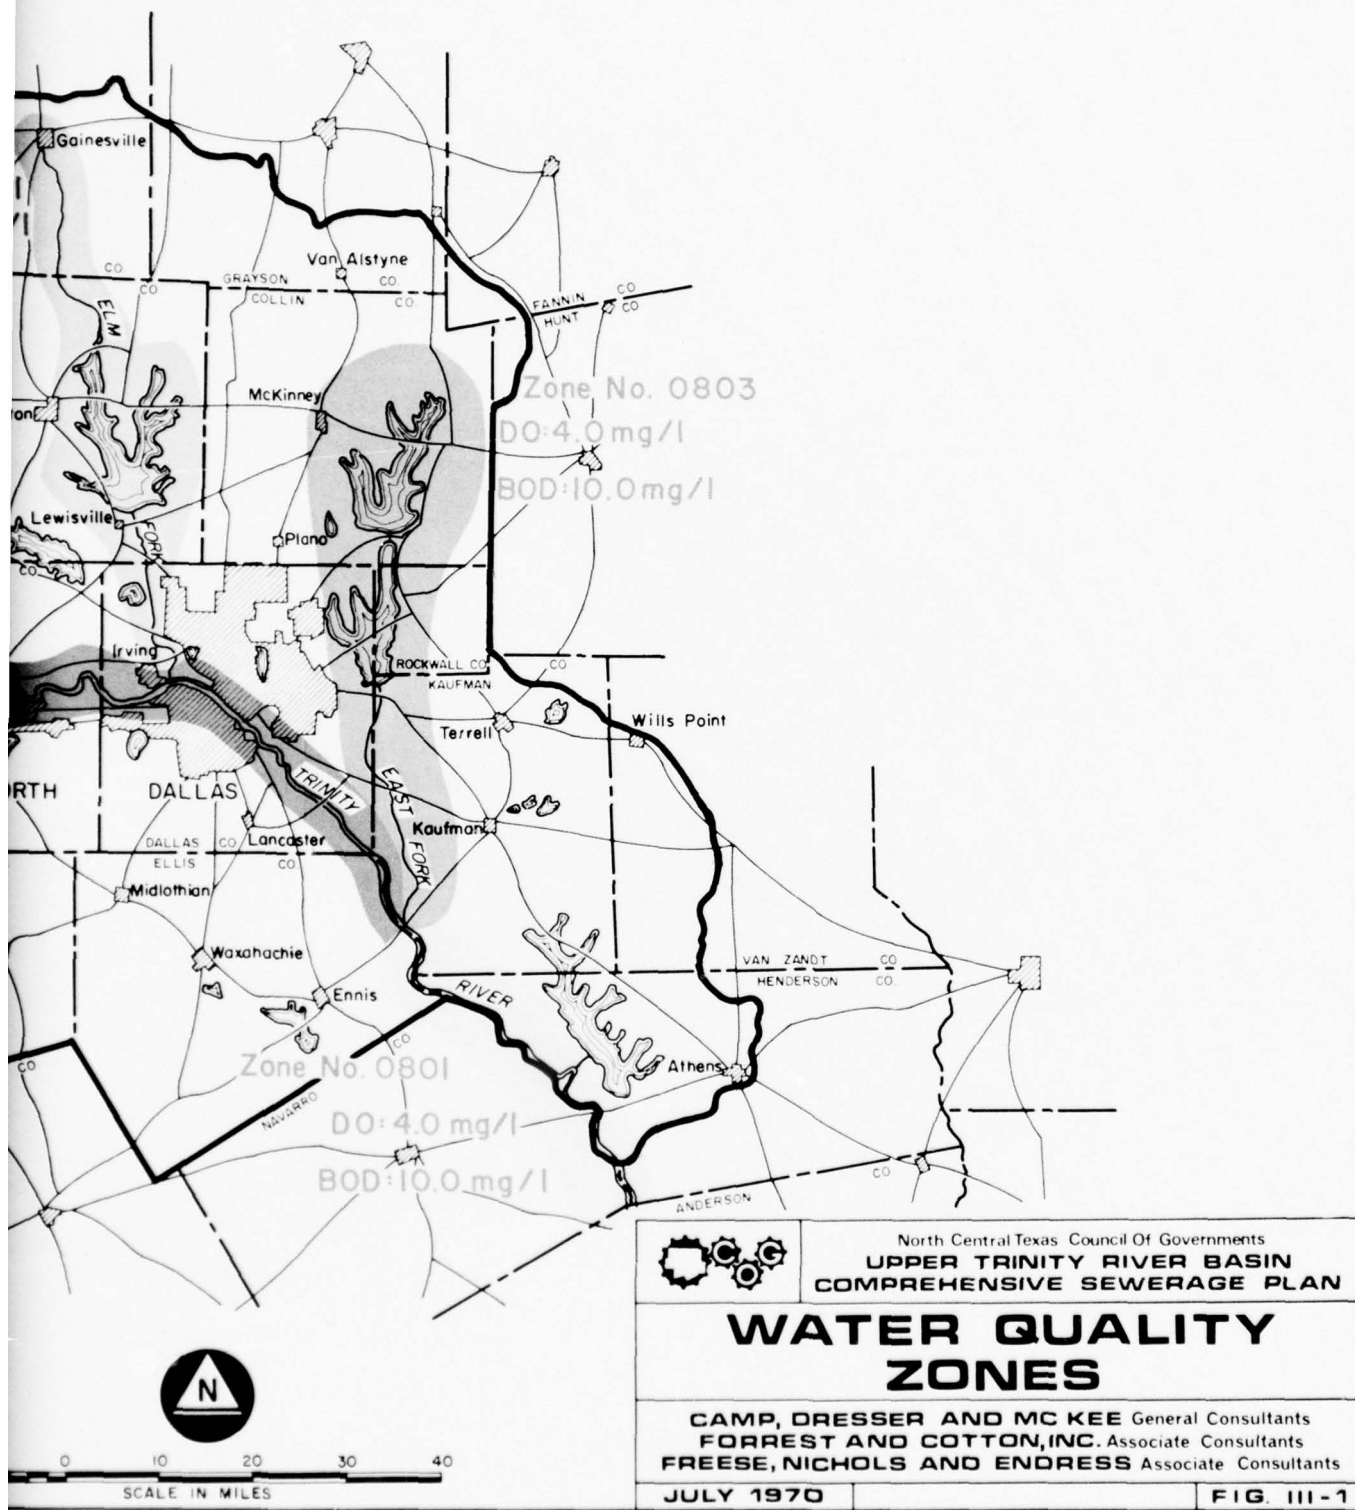 Gainesville
Van Alstyne
CO.
GRAYSON CO.
CO
COLLIN CO.
FANNIN CO
HUNT CO
ELM
Zone No. 0803
McKinney
DO:4.0mg/l
BOD:10.0mg/l
Lewisville
FORK
Plano
CO.
Irving
ROCKWALL CO. CO.
KAUFMAN
Wills Point
Terrell
TRINITY
EAST
DALLAS
Kaufman
Lancaster
DALLAS CO
ELLIS CO.
FORK
Midlothian
Waxahachie
VAN ZANDT CO
HENDERSON CO.
Ennis
RIVER
CO
Zone No. 0801
CO
Athens
NAVARRO
DO:4.0 mg/l
BOD:10.0 mg/l
CO
ANDERSON
North Central Texas Council Of Governments
C G
O
UPPER TRINITY RIVER BASIN
COMPREHENSIVE SEWERAGE PLAN
WATER QUALITY
ZONES
N
CAMP, DRESSER AND MC KEE General Consultants
FORREST AND COTTON,INC. Associate Consultants
FREESE, NICHOLS AND ENDRESS Associate Consultants
0 10 20 30 40
SCALE IN MILES
JULY 1970
FIG. III-1